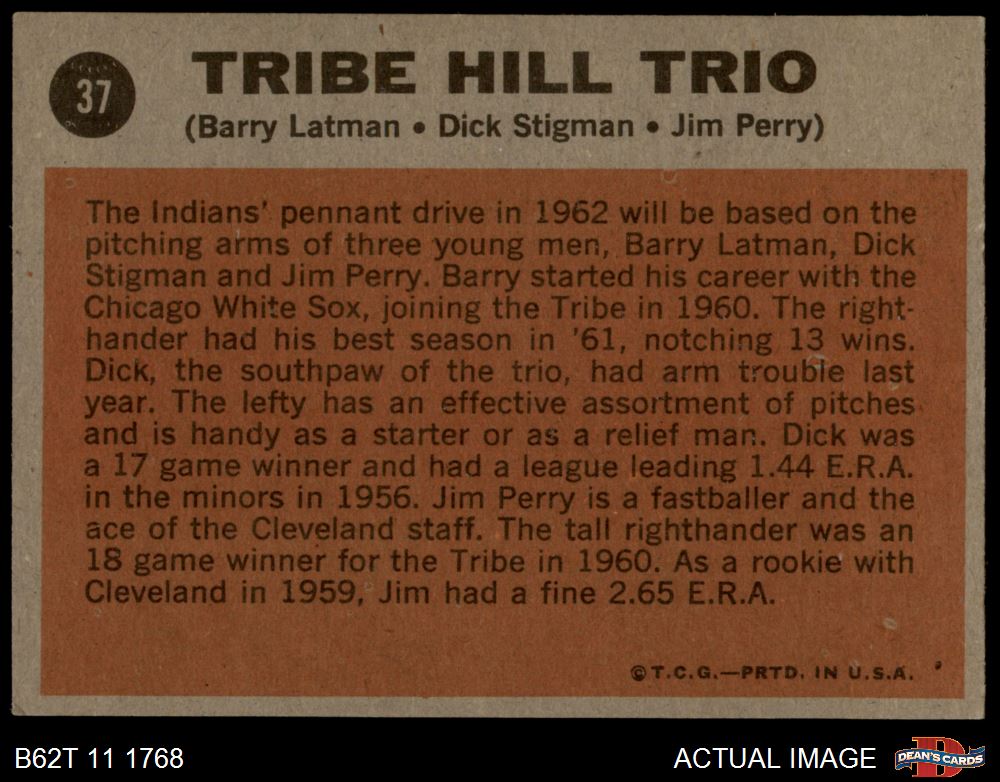 37
TRIBE HILL TRIO
(Barry Latman • Dick Stigman • Jim Perry)
The Indians' pennant drive in 1962 will be based on the
pitching arms of three young men, Barry Latman, Dick
Stigman and Jim Perry. Barry started his career with the
Chicago White Sox, joining the Tribe in 1960. The right-
hander had his best season in '61, notching 13 wins.
Dick, the southpaw of the trio, had arm trouble last
year. The lefty has an effective assortment of pitches
and is handy as a starter or as a relief man. Dick was
a 17 game winner and had a league leading 1.44 E.R.A.
in the minors in 1956. Jim Perry is a fastballer and the
ace of the Cleveland staff. The tall righthander was an
18 game winner for the Tribe in 1960. As a rookie with
Cleveland in 1959, Jim had a fine 2.65 E.R.A.
©T.C.G.—PRTD. IN U.S.A.
B62T 11 1768
ACTUAL IMAGE
D
DEAN'S CARDS